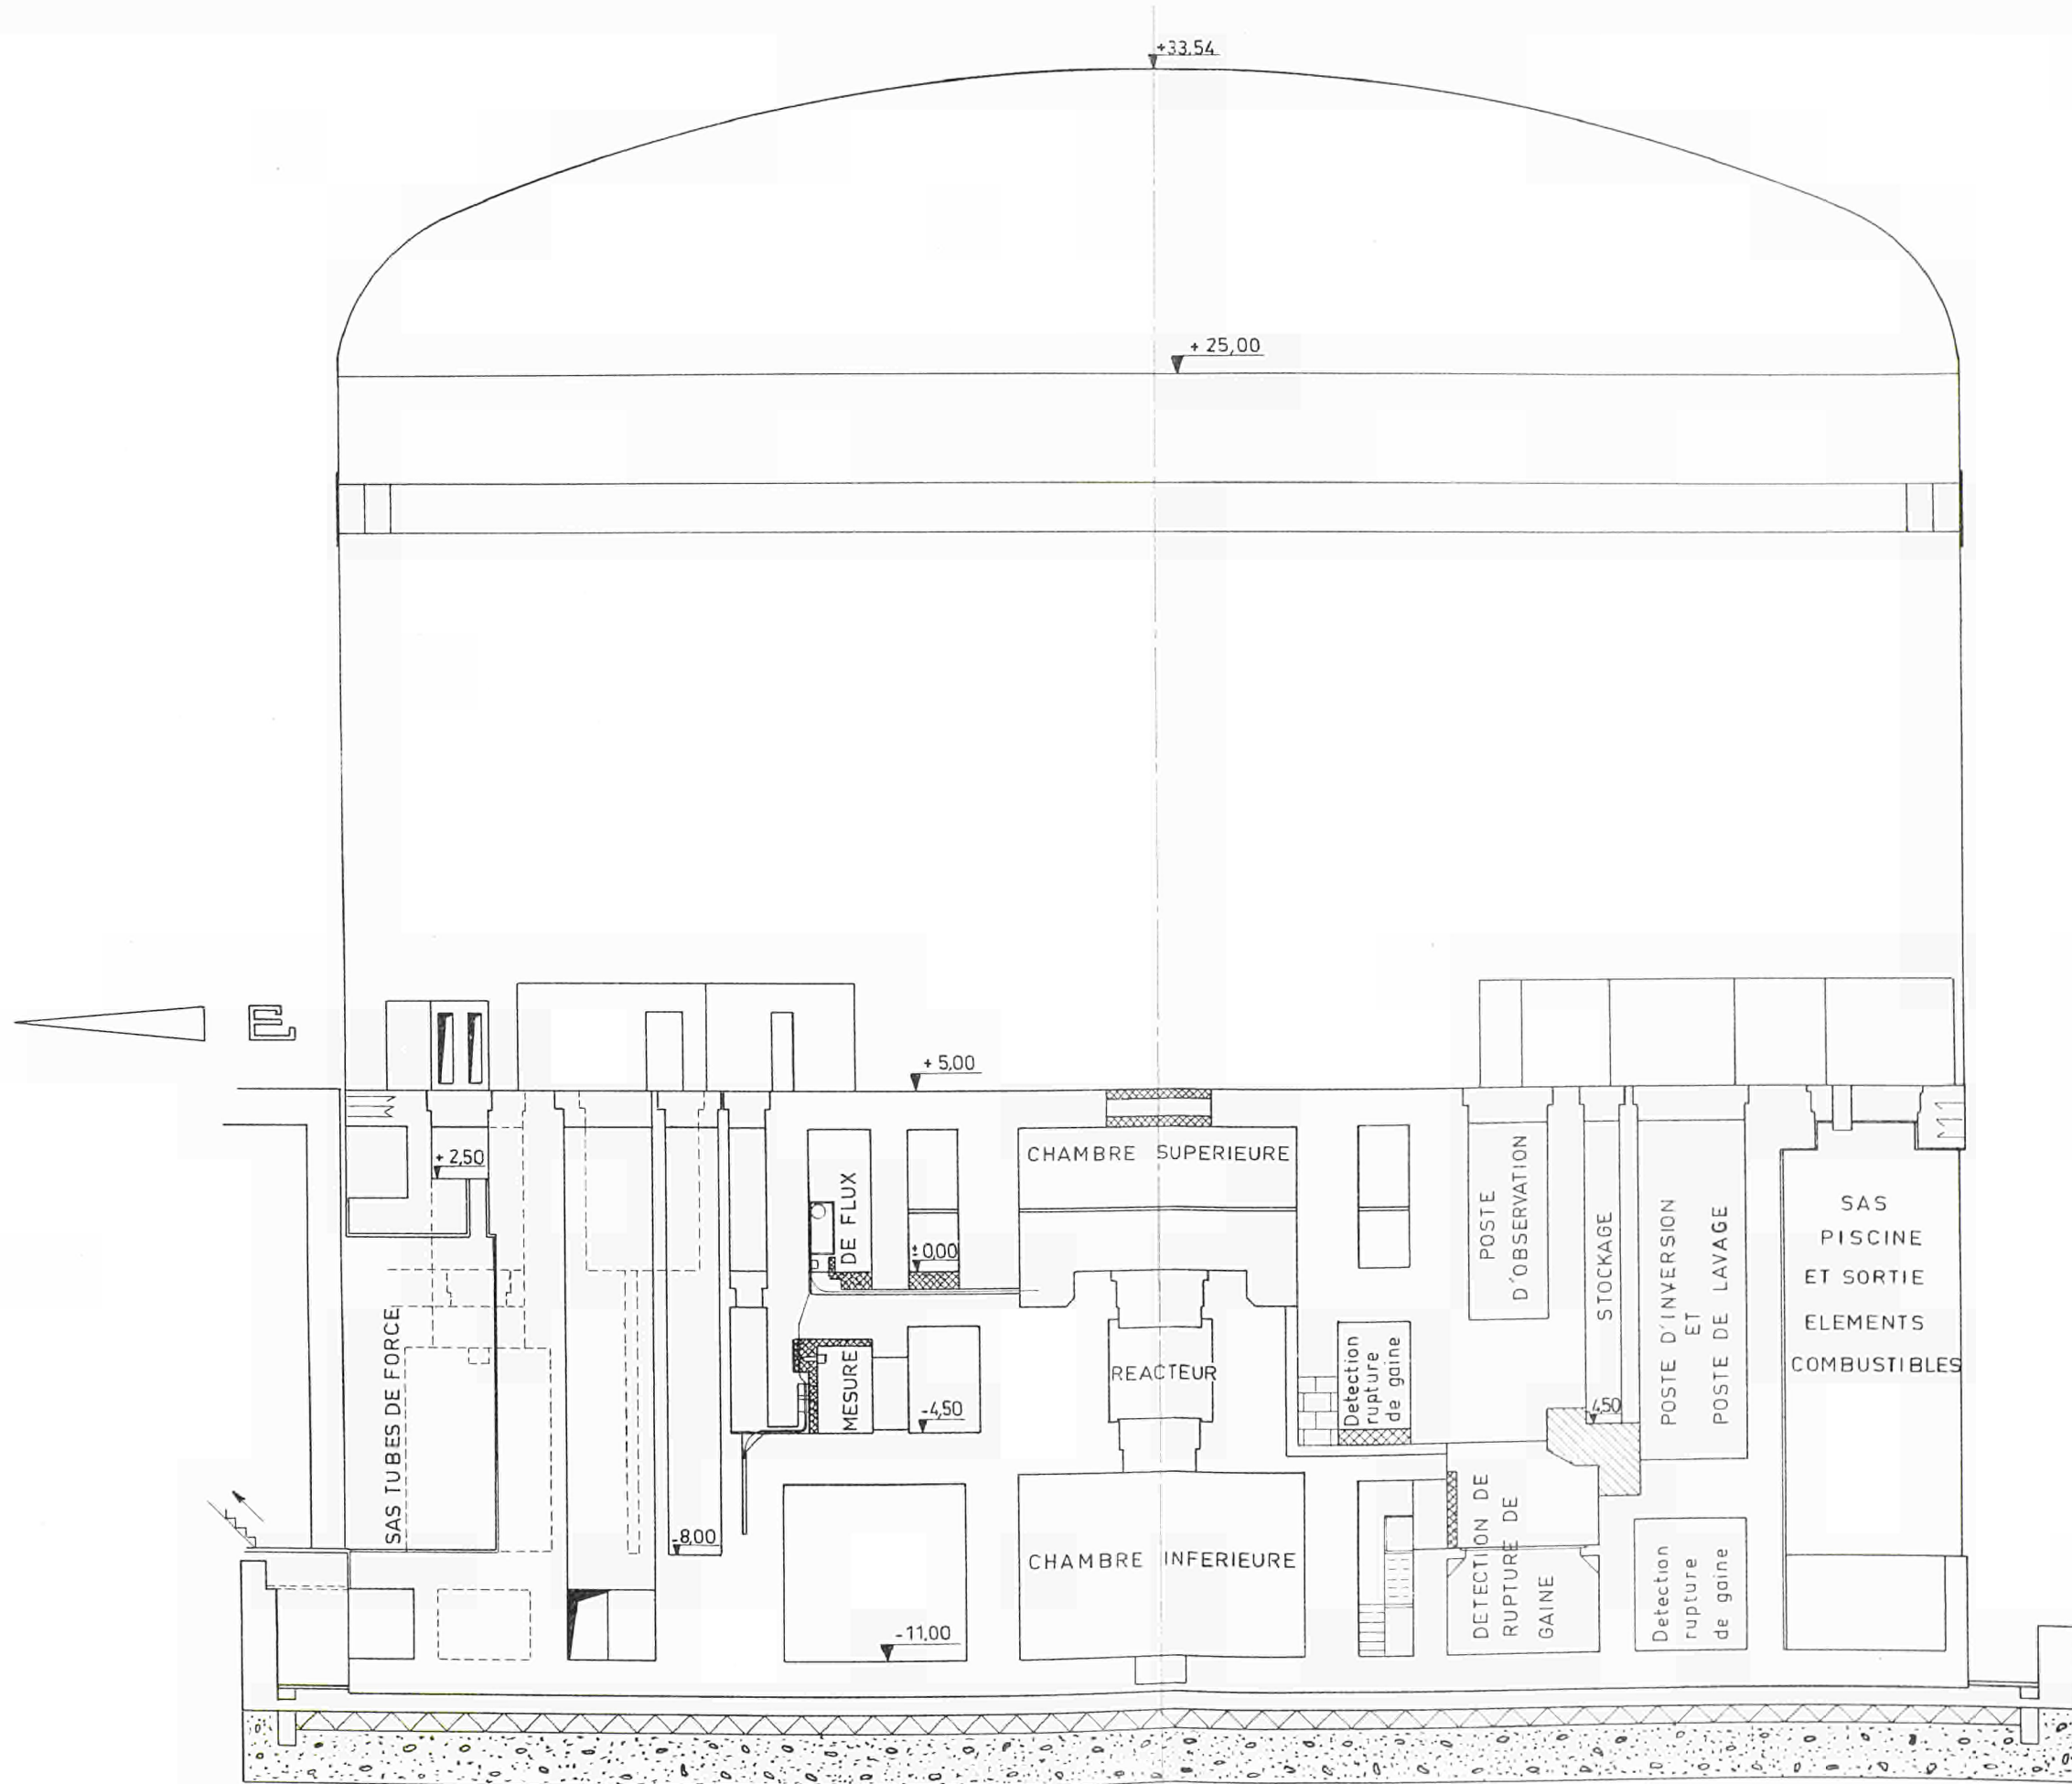 +33.54
+ 25,00
E
+ 5,00
+ 2,50
SAS TUBES DE FORCE
-8,00
DE FLUX
MESURE
± 0,00
-4,50
-11,00
CHAMBRE SUPERIEURE
REACTEUR
CHAMBRE INFERIEURE
Detection
rupture
de gaine
POSTE
D'OBSERVATION
STOCKAGE
4,50
POSTE D'INVERSION
ET
POSTE DE LAVAGE
SAS
PISCINE
ET SORTIE
ELEMENTS
COMBUSTIBLES
DETECTION DE
RUPTURE DE
GAINE
Detection
rupture
de gaine